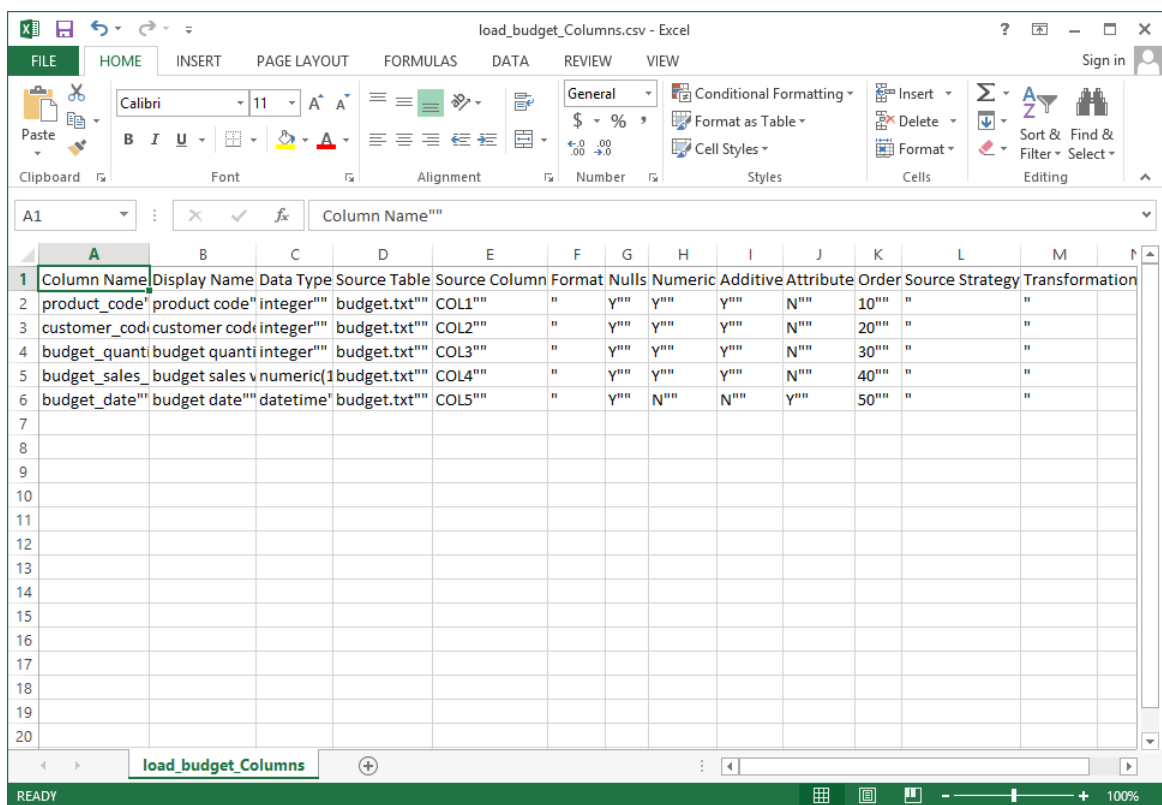 load_budget_Columns.csv - Excel
?
FILE HOME INSERT PAGE LAYOUT FORMULAS DATA REVIEW VIEW Sign in
Paste
Calibri 11 A A
B I U A
General
$ % ,
Conditional Formatting
Format as Table
Cell Styles
Insert
Delete
Format
Σ
Sort & Filter
Find & Select
Clipboard Font Alignment Number Styles Cells Editing
A1 fx Column Name""
A B C D E F G H I J K L M
1 Column Name Display Name Data Type Source Table Source Column Format Nulls Numeric Additive Attribute Order Source Strategy Transformation
2 product_code" product code" integer"" budget.txt"" COL1"" " Y"" Y"" Y"" N"" 10"" " "
3 customer_cod customer code integer"" budget.txt"" COL2"" " Y"" Y"" Y"" N"" 20"" " "
4 budget_quanti budget quanti integer"" budget.txt"" COL3"" " Y"" Y"" Y"" N"" 30"" " "
5 budget_sales_ budget sales v numeric(1 budget.txt"" COL4"" " Y"" Y"" Y"" N"" 40"" " "
6 budget_date"" budget date"" datetime" budget.txt"" COL5"" " Y"" N"" N"" Y"" 50"" " "
7
8
9
10
11
12
13
14
15
16
17
18
19
20
load_budget_Columns
READY 100%